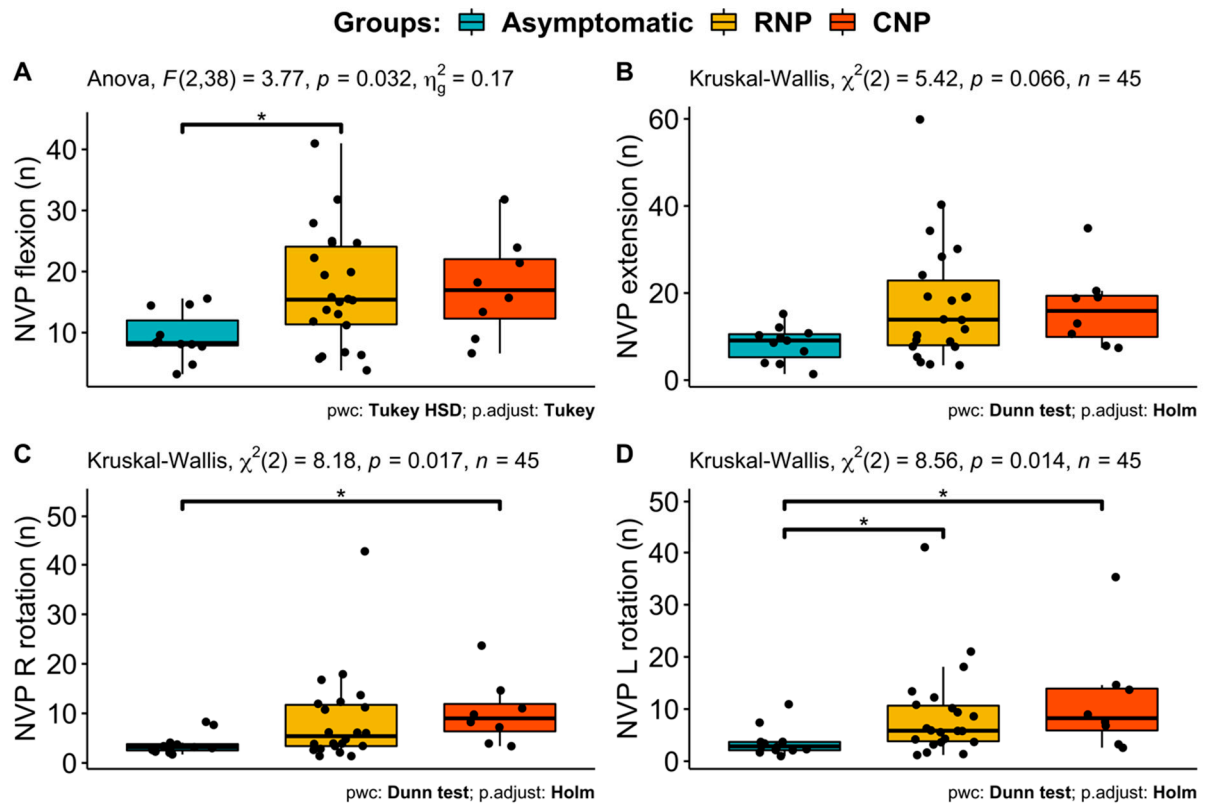 Groups: Asymptomatic RNP CNP
A
Anova, F(2,38) = 3.77, p = 0.032, η²g = 0.17
NVP flexion (n)
40
30
20
10
*
pwc: Tukey HSD; p.adjust: Tukey
B
Kruskal-Wallis, χ²(2) = 5.42, p = 0.066, n = 45
NVP extension (n)
60
40
20
0
pwc: Dunn test; p.adjust: Holm
C
Kruskal-Wallis, χ²(2) = 8.18, p = 0.017, n = 45
NVP R rotation (n)
50
40
30
20
10
0
*
pwc: Dunn test; p.adjust: Holm
D
Kruskal-Wallis, χ²(2) = 8.56, p = 0.014, n = 45
NVP L rotation (n)
50
40
30
20
10
0
*
*
pwc: Dunn test; p.adjust: Holm